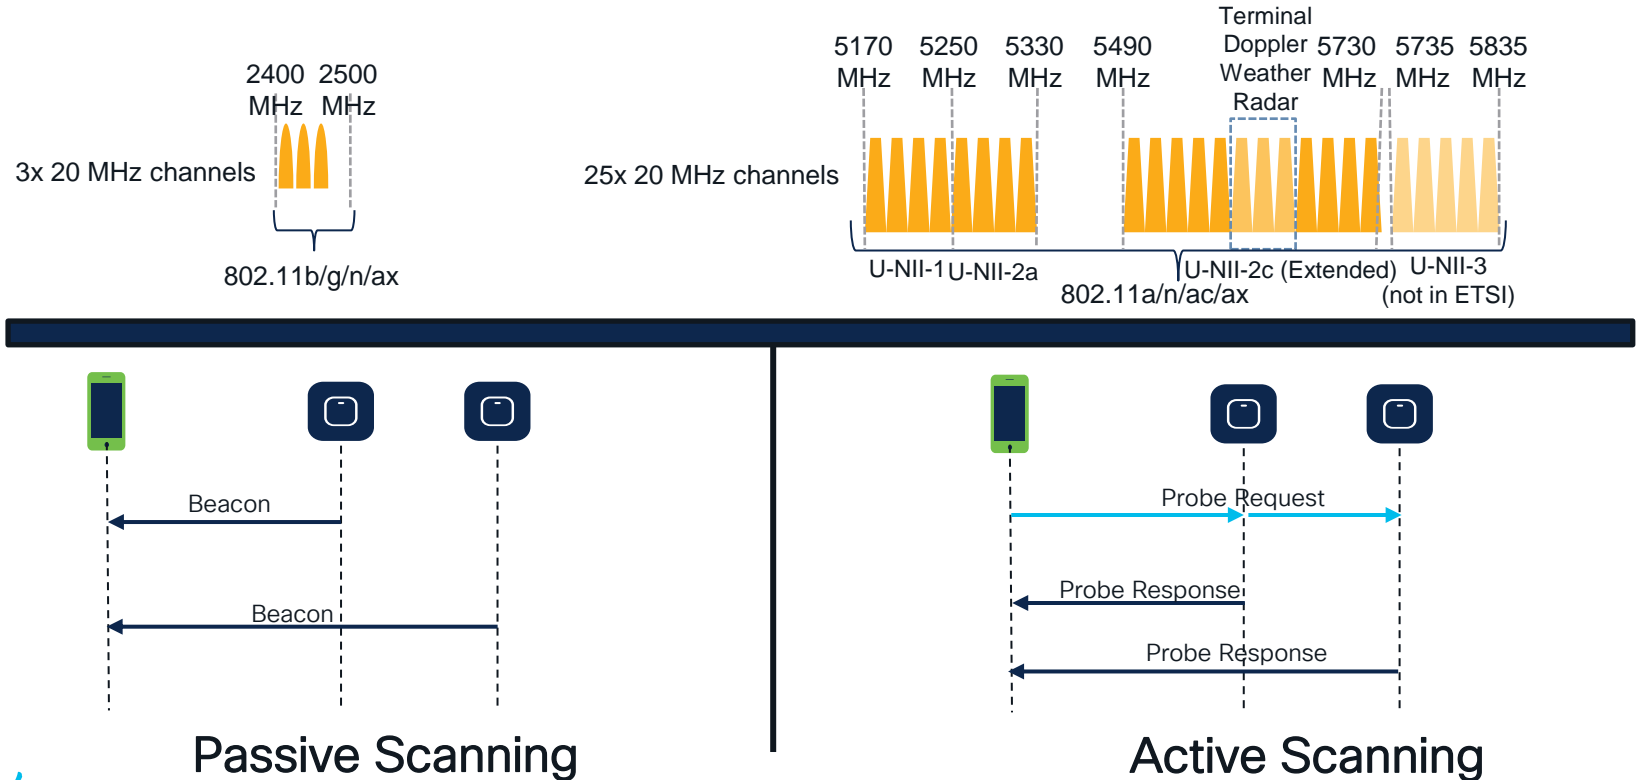 2400 2500
MHz MHz
3x 20 MHz channels
802.11b/g/n/ax
Terminal
Doppler
Weather
Radar
5170 5250 5330 5490 5730 5735 5835
MHz MHz MHz MHz MHz MHz MHz
25x 20 MHz channels
U-NII-1 U-NII-2a U-NII-2c (Extended) U-NII-3
802.11a/n/ac/ax (not in ETSI)
Beacon
Beacon
Passive Scanning
Probe Request
Probe Response
Probe Response
Active Scanning